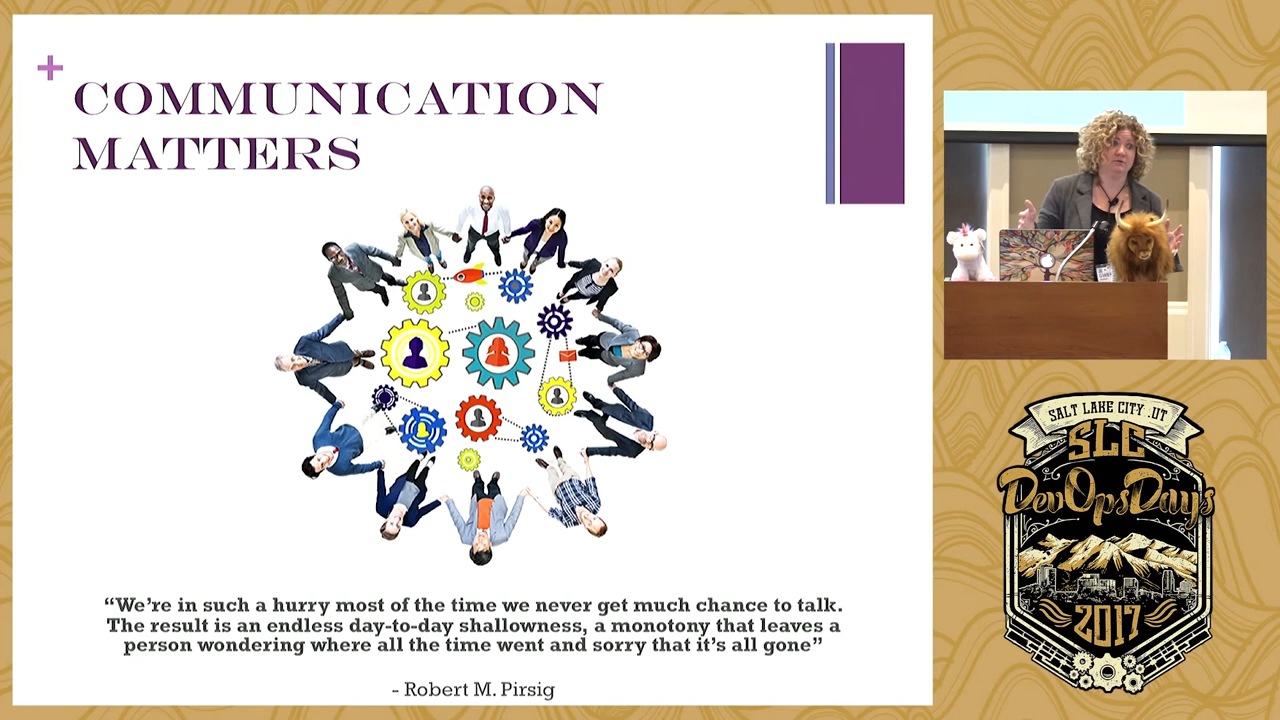 COMMUNICATION
MATTERS
“We’re in such a hurry most of the time we never get much chance to talk.
The result is an endless day-to-day shallowness, a monotony that leaves a
person wondering where all the time went and sorry that it’s all gone”
- Robert M. Pirsig
SALT LAKE CITY .UT
SLC
DevOpsDays
2017